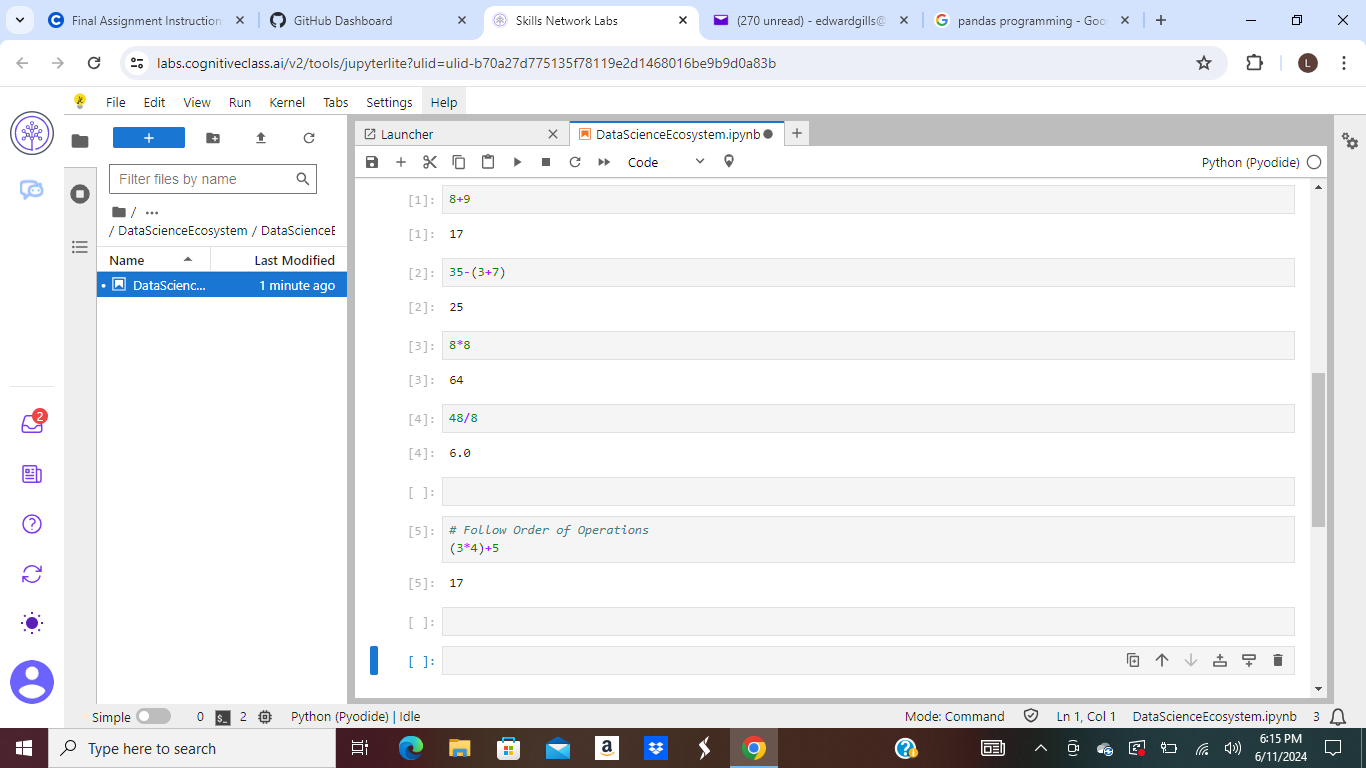 Final Assignment Instruction
GitHub Dashboard
Skills Network Labs
(270 unread) - edwardgills@
pandas programming - Goo
labs.cognitiveclass.ai/v2/tools/jupyterlite?ulid=ulid-b70a27d775135f78119e2d1468016be9b9d0a83b
L
File Edit View Run Kernel Tabs Settings Help
Launcher
DataScienceEcosystem.ipynb
Code
Python (Pyodide)
Filter files by name
/ ...
/ DataScienceEcosystem / DataScienceE
Name
Last Modified
DataScienc...
1 minute ago
2
[1]: 8+9
[1]: 17
[2]: 35-(3+7)
[2]: 25
[3]: 8*8
[3]: 64
[4]: 48/8
[4]: 6.0
[ ]:
[5]: # Follow Order of Operations
(3*4)+5
[5]: 17
[ ]:
[ ]:
Simple
0
$_
2
Python (Pyodide) | Idle
Mode: Command
Ln 1, Col 1
DataScienceEcosystem.ipynb
3
Type here to search
a
6:15 PM
6/11/2024